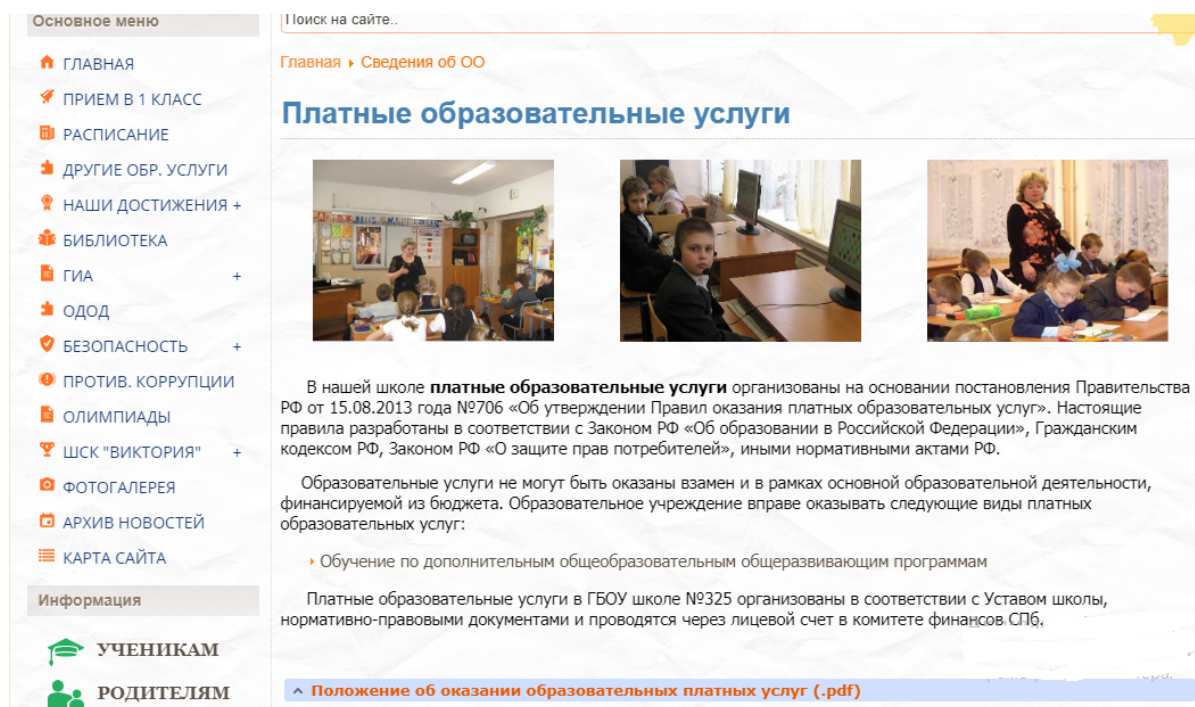 Основное меню
ГЛАВНАЯ
ПРИЕМ В 1 КЛАСС
РАСПИСАНИЕ
ДРУГИЕ ОБР. УСЛУГИ
НАШИ ДОСТИЖЕНИЯ +
БИБЛИОТЕКА
ГИА +
ОДОД
БЕЗОПАСНОСТЬ +
ПРОТИВ. КОРРУПЦИИ
ОЛИМПИАДЫ
ШСК "ВИКТОРИЯ" +
ФОТОГАЛЕРЕЯ
АРХИВ НОВОСТЕЙ
КАРТА САЙТА
Информация
УЧЕНИКАМ
РОДИТЕЛЯМ
Поиск на сайте..
Главная Сведения об ОО
Платные образовательные услуги
В нашей школе платные образовательные услуги организованы на основании постановления Правительства
РФ от 15.08.2013 года №706 «Об утверждении Правил оказания платных образовательных услуг». Настоящие
правила разработаны в соответствии с Законом РФ «Об образовании в Российской Федерации», Гражданским
кодексом РФ, Законом РФ «О защите прав потребителей», иными нормативными актами РФ.
Образовательные услуги не могут быть оказаны взамен и в рамках основной образовательной деятельности,
финансируемой из бюджета. Образовательное учреждение вправе оказывать следующие виды платных
образовательных услуг:
Обучение по дополнительным общеобразовательным общеразвивающим программам
Платные образовательные услуги в ГБОУ школе №325 организованы в соответствии с Уставом школы,
нормативно-правовыми документами и проводятся через лицевой счет в комитете финансов СПб.
Положение об оказании образовательных платных услуг (.pdf)